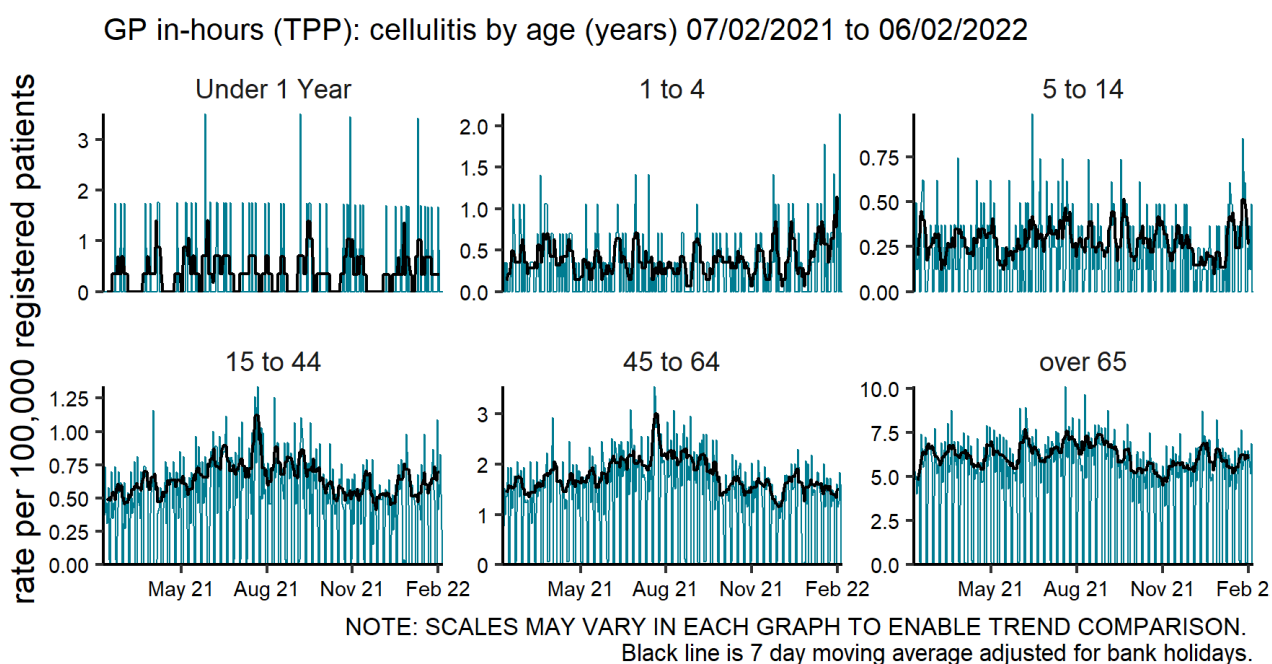 GP in-hours (TPP): cellulitis by age (years) 07/02/2021 to 06/02/2022
rate per 100,000 registered patients
Under 1 Year
3
2
1
0
1 to 4
2.0
1.5
1.0
0.5
0.0
5 to 14
0.75
0.50
0.25
0.00
15 to 44
1.25
1.00
0.75
0.50
0.25
0.00
May 21 Aug 21 Nov 21 Feb 22
45 to 64
3
2
1
0
May 21 Aug 21 Nov 21 Feb 22
over 65
10.0
7.5
5.0
2.5
0.0
May 21 Aug 21 Nov 21 Feb 2
NOTE: SCALES MAY VARY IN EACH GRAPH TO ENABLE TREND COMPARISON.
Black line is 7 day moving average adjusted for bank holidays.